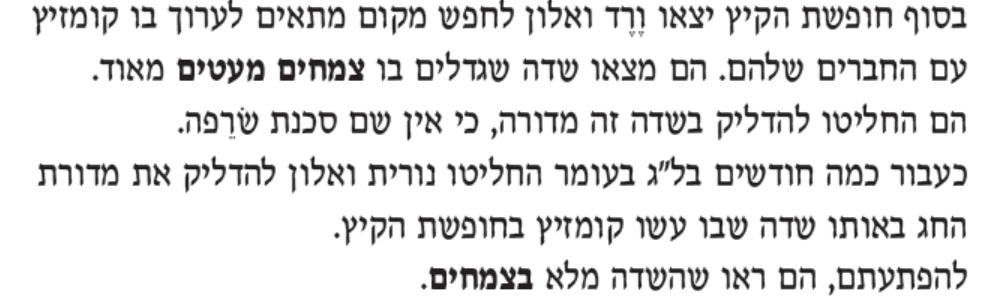 בסוף חופשת הקיץ יצאו וֶרֶד ואלון לחפש מקום מתאים לערוך בו קומזיץ
עם החברים שלהם. הם מצאו שדה שגדלים בו צמחים מעטים מאוד.
הם החליטו להדליק בשדה זה מדורה, כי אין שם סכנת שׂרֵפה.
כעבור כמה חודשים בל"ג בעומר החליטו נורית ואלון להדליק את מדורת
החג באותו שדה שבו עשו קומזיץ בחופשת הקיץ.
להפתעתם, הם ראו שהשדה מלא בצמחים.